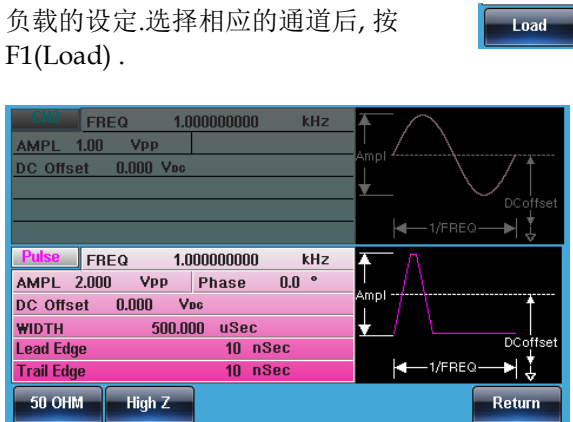 负载的设定.选择相应的通道后, 按
F1(Load) .
Load
CH2 FREQ 1.000000000 kHz
AMPL 1.00 Vpp
DC Offset 0.000 VDC
Ampl
DCoffset
1/FREQ
Pulse FREQ 1.000000000 kHz
AMPL 2.000 Vpp Phase 0.0 °
DC Offset 0.000 VDC
WIDTH 500.000 uSec
Lead Edge 10 nSec
Trail Edge 10 nSec
Ampl
DCoffset
1/FREQ
50 OHM High Z Return